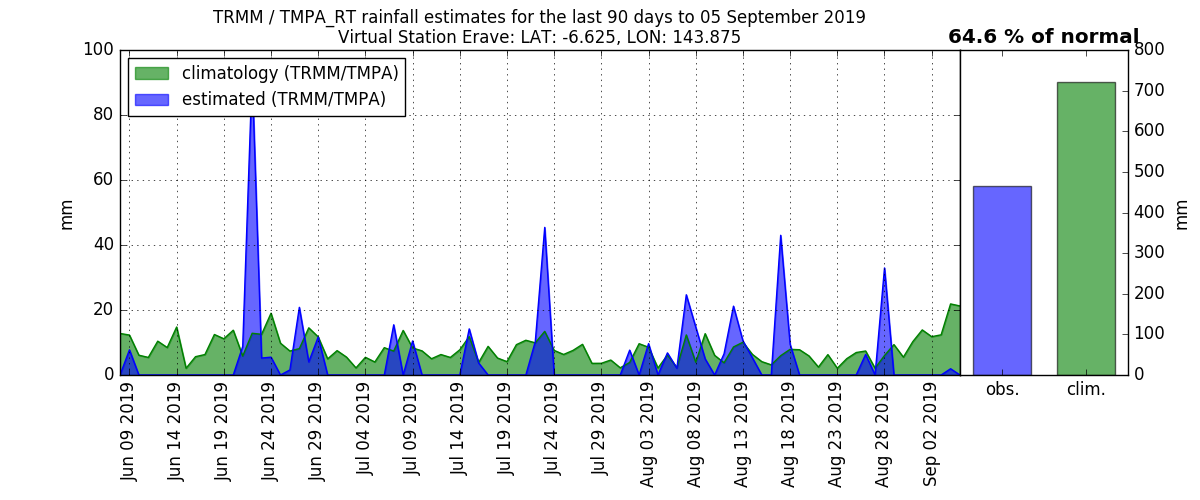 TRMM / TMPA_RT rainfall estimates for the last 90 days to 05 September 2019
Virtual Station Erave: LAT: -6.625, LON: 143.875
64.6 % of normal
climatology (TRMM/TMPA)
estimated (TRMM/TMPA)
100
80
60
40
20
0
mm
Jun 09 2019
Jun 14 2019
Jun 19 2019
Jun 24 2019
Jun 29 2019
Jul 04 2019
Jul 09 2019
Jul 14 2019
Jul 19 2019
Jul 24 2019
Jul 29 2019
Aug 03 2019
Aug 08 2019
Aug 13 2019
Aug 18 2019
Aug 23 2019
Aug 28 2019
Sep 02 2019
800
700
600
500
400
300
200
100
0
mm
obs.
clim.